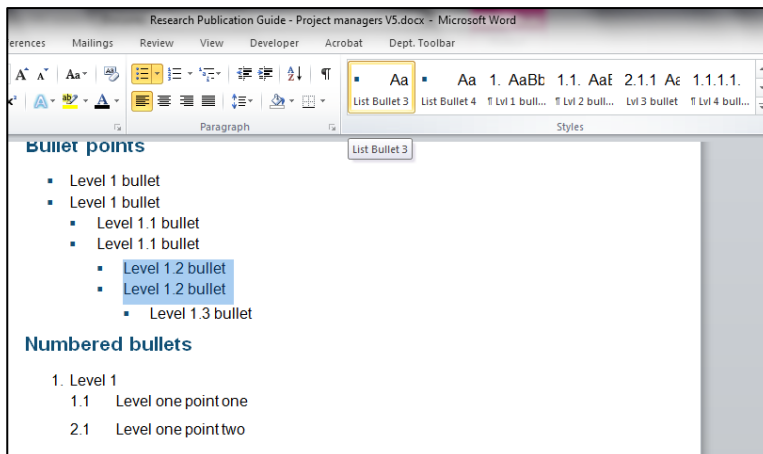 Research Publication Guide - Project managers V5.docx - Microsoft Word
erences Mailings Review View Developer Acrobat Dept. Toolbar
Aa Aa 1. AaBb 1.1. AaE 2.1.1 Aa 1.1.1.1.
List Bullet 3 List Bullet 4 ¶ Lvl 1 bull... ¶ Lvl 2 bull... Lvl 3 bullet ¶ Lvl 4 bull...
Paragraph Styles
List Bullet 3
Bullet points
▪ Level 1 bullet
▪ Level 1 bullet
▪ Level 1.1 bullet
▪ Level 1.1 bullet
▪ Level 1.2 bullet
▪ Level 1.2 bullet
▪ Level 1.3 bullet
Numbered bullets
1. Level 1
1.1 Level one point one
2.1 Level one point two